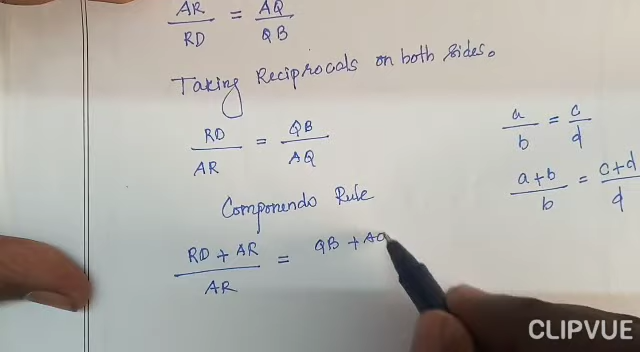 AR/RD = AQ/QB
Taking Reciprocals on both sides.
RD/AR = QB/AQ
a/b = c/d
Componendo Rule
a+b/b = c+d/d
RD + AR/AR = QB + AQ
CLIPVUE